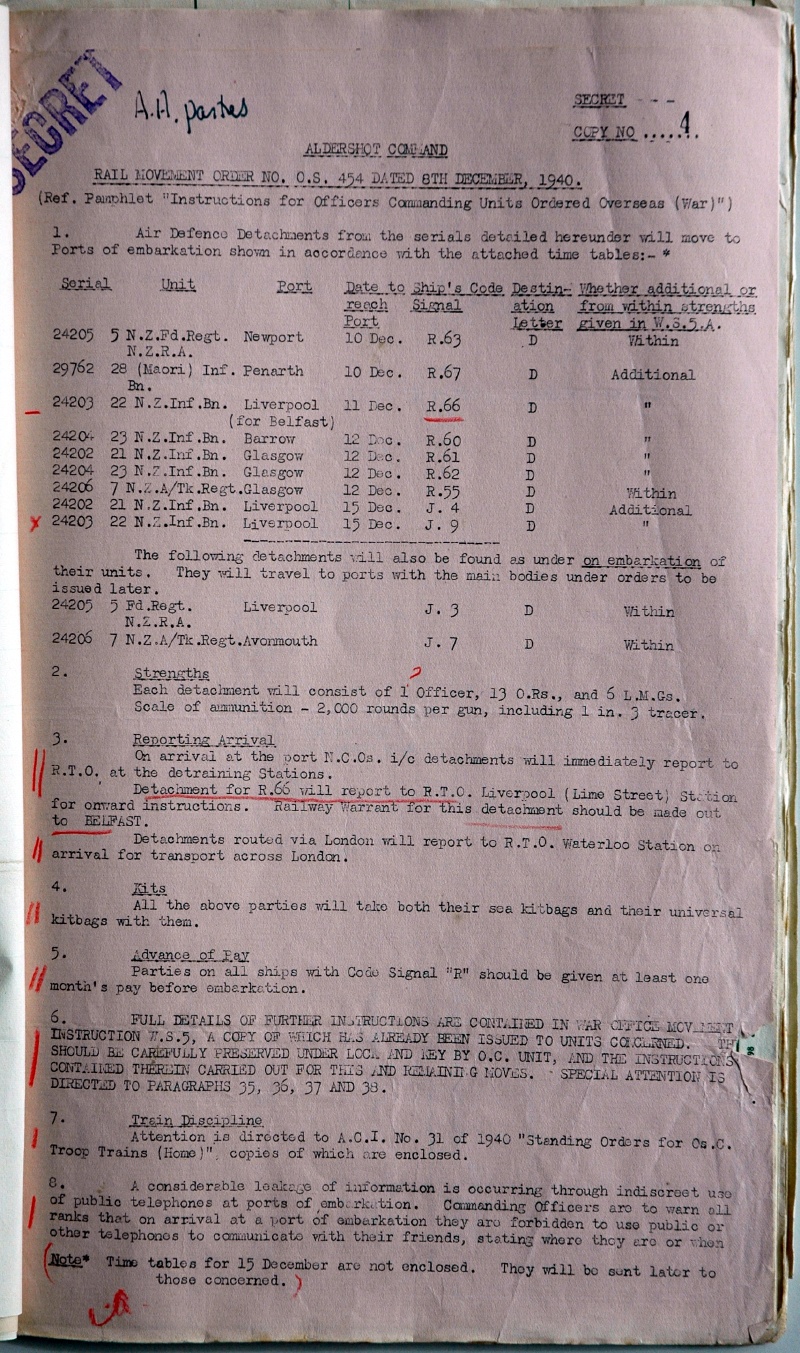 SECRET
A.A. parties
SECRET - - -
COPY NO ..... 4.
ALDERSHOT COMMAND
RAIL MOVEMENT ORDER NO. O.S. 454 DATED 8TH DECEMBER, 1940.
(Ref. Pamphlet "Instructions for Officers Commanding Units Ordered Overseas (War)")
1. Air Defence Detachments from the serials detailed hereunder will move to
Ports of embarkation shown in accordance with the attached time tables:- *
Serial Unit Port Date to Ship's Code Destin- Whether additional or
reach Signal ation from within strengths
Port Letter given in W.S.5.A.
24205 5 N.Z.Fd.Regt. Newport 10 Dec. R.63 D Within
N.Z.R.A.
29762 28 (Maori) Inf. Penarth 10 Dec. R.67 D Additional
Bn.
24203 22 N.Z.Inf.Bn. Liverpool 11 Dec. R.66 D "
(for Belfast)
24204 23 N.Z.Inf.Bn. Barrow 12 Dec. R.60 D "
24202 21 N.Z.Inf.Bn. Glasgow 12 Dec. R.61 D "
24204 23 N.Z.Inf.Bn. Glasgow 12 Dec. R.62 D "
24206 7 N.Z.A/Tk.Regt.Glasgow 12 Dec. R.55 D Within
24202 21 N.Z.Inf.Bn. Liverpool 15 Dec. J. 4 D Additional
x 24203 22 N.Z.Inf.Bn. Liverpool 15 Dec. J. 9 D "
The following detachments will also be found as under on embarkation of
their units. They will travel to ports with the main bodies under orders to be
issued later.
24205 5 Fd.Regt. Liverpool J. 3 D Within
N.Z.R.A.
24206 7 N.Z.A/Tk.Regt.Avonmouth J. 7 D Within
2. Strengths
?
Each detachment will consist of 1 Officer, 13 O.Rs., and 6 L.M.Gs.
Scale of ammunition - 2,000 rounds per gun, including 1 in. 3 tracer.
3. Reporting Arrival
On arrival at the port N.C.Os. i/c detachments will immediately report to
R.T.O. at the detraining Stations.
Detachment for R.66 will report to R.T.O. Liverpool (Lime Street) Station
for onward instructions. Railway Warrant for this detachment should be made out
to BELFAST.
Detachments routed via London will report to R.T.O. Waterloo Station on
arrival for transport across London.
4. Kits
All the above parties will take both their sea kitbags and their universal
kitbags with them.
5. Advance of Pay
Parties on all ships with Code Signal "R" should be given at least one
month's pay before embarkation.
6. FULL DETAILS OF FURTHER INSTRUCTIONS ARE CONTAINED IN WAR OFFICE MOVEMENT
INSTRUCTION W.S.5, A COPY OF WHICH HAS ALREADY BEEN ISSUED TO UNITS CONCERNED. TH
SHOULD BE CAREFULLY PRESERVED UNDER LOCK AND KEY BY O.C. UNIT, AND THE INSTRUCTIONS
CONTAINED THEREIN CARRIED OUT FOR THIS AND REMAINING MOVES. SPECIAL ATTENTION IS
DIRECTED TO PARAGRAPHS 35, 36, 37 AND 38.
7. Train Discipline
Attention is directed to A.C.I. No. 31 of 1940 "Standing Orders for Os.C.
Troop Trains (Home)", copies of which are enclosed.
8. A considerable leakage of information is occurring through indiscreet use
of public telephones at ports of embarkation. Commanding Officers are to warn all
ranks that on arrival at a port of embarkation they are forbidden to use public or
other telephones to communicate with their friends, stating where they are or when
(Note* Time tables for 15 December are not enclosed. They will be sent later to
those concerned.)